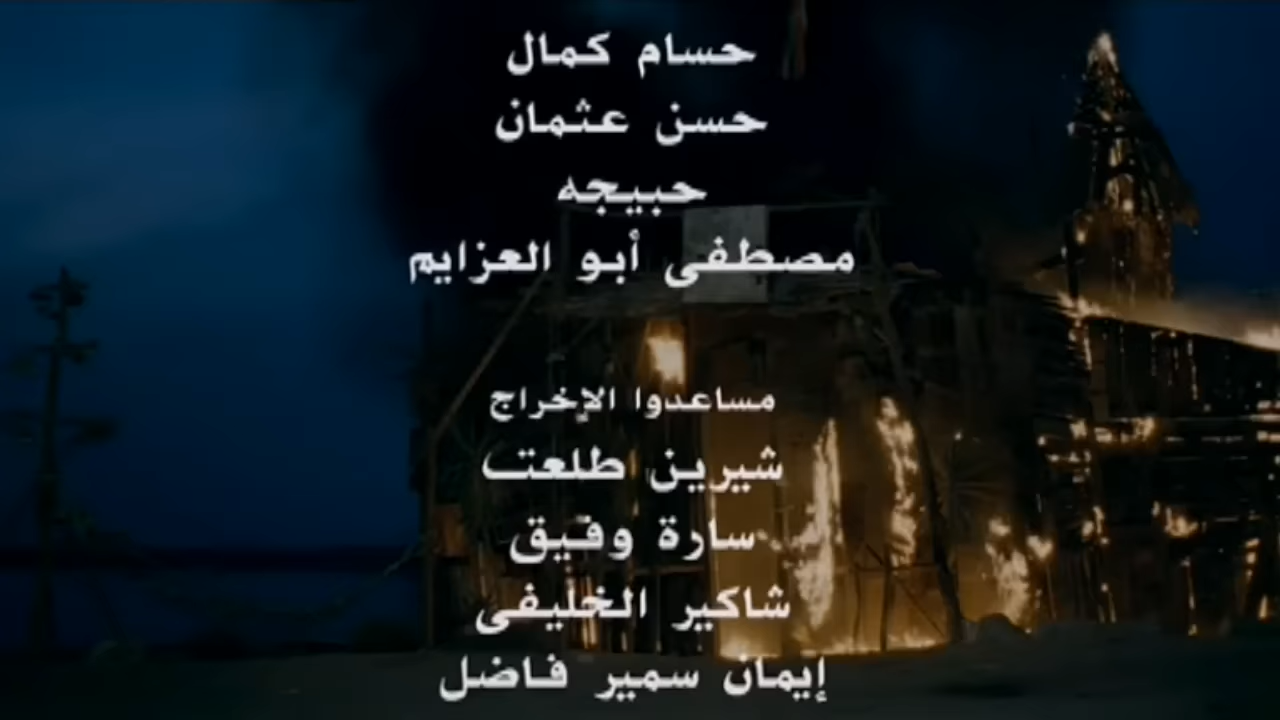 حسام كمال
حسن عثمان
حبيجه
مصطفى أبو العزايم
مساعدوا الإخراج
شيرين طلعت
سارة وفيق
شاكير الخليفى
إيمان سمير فاضل